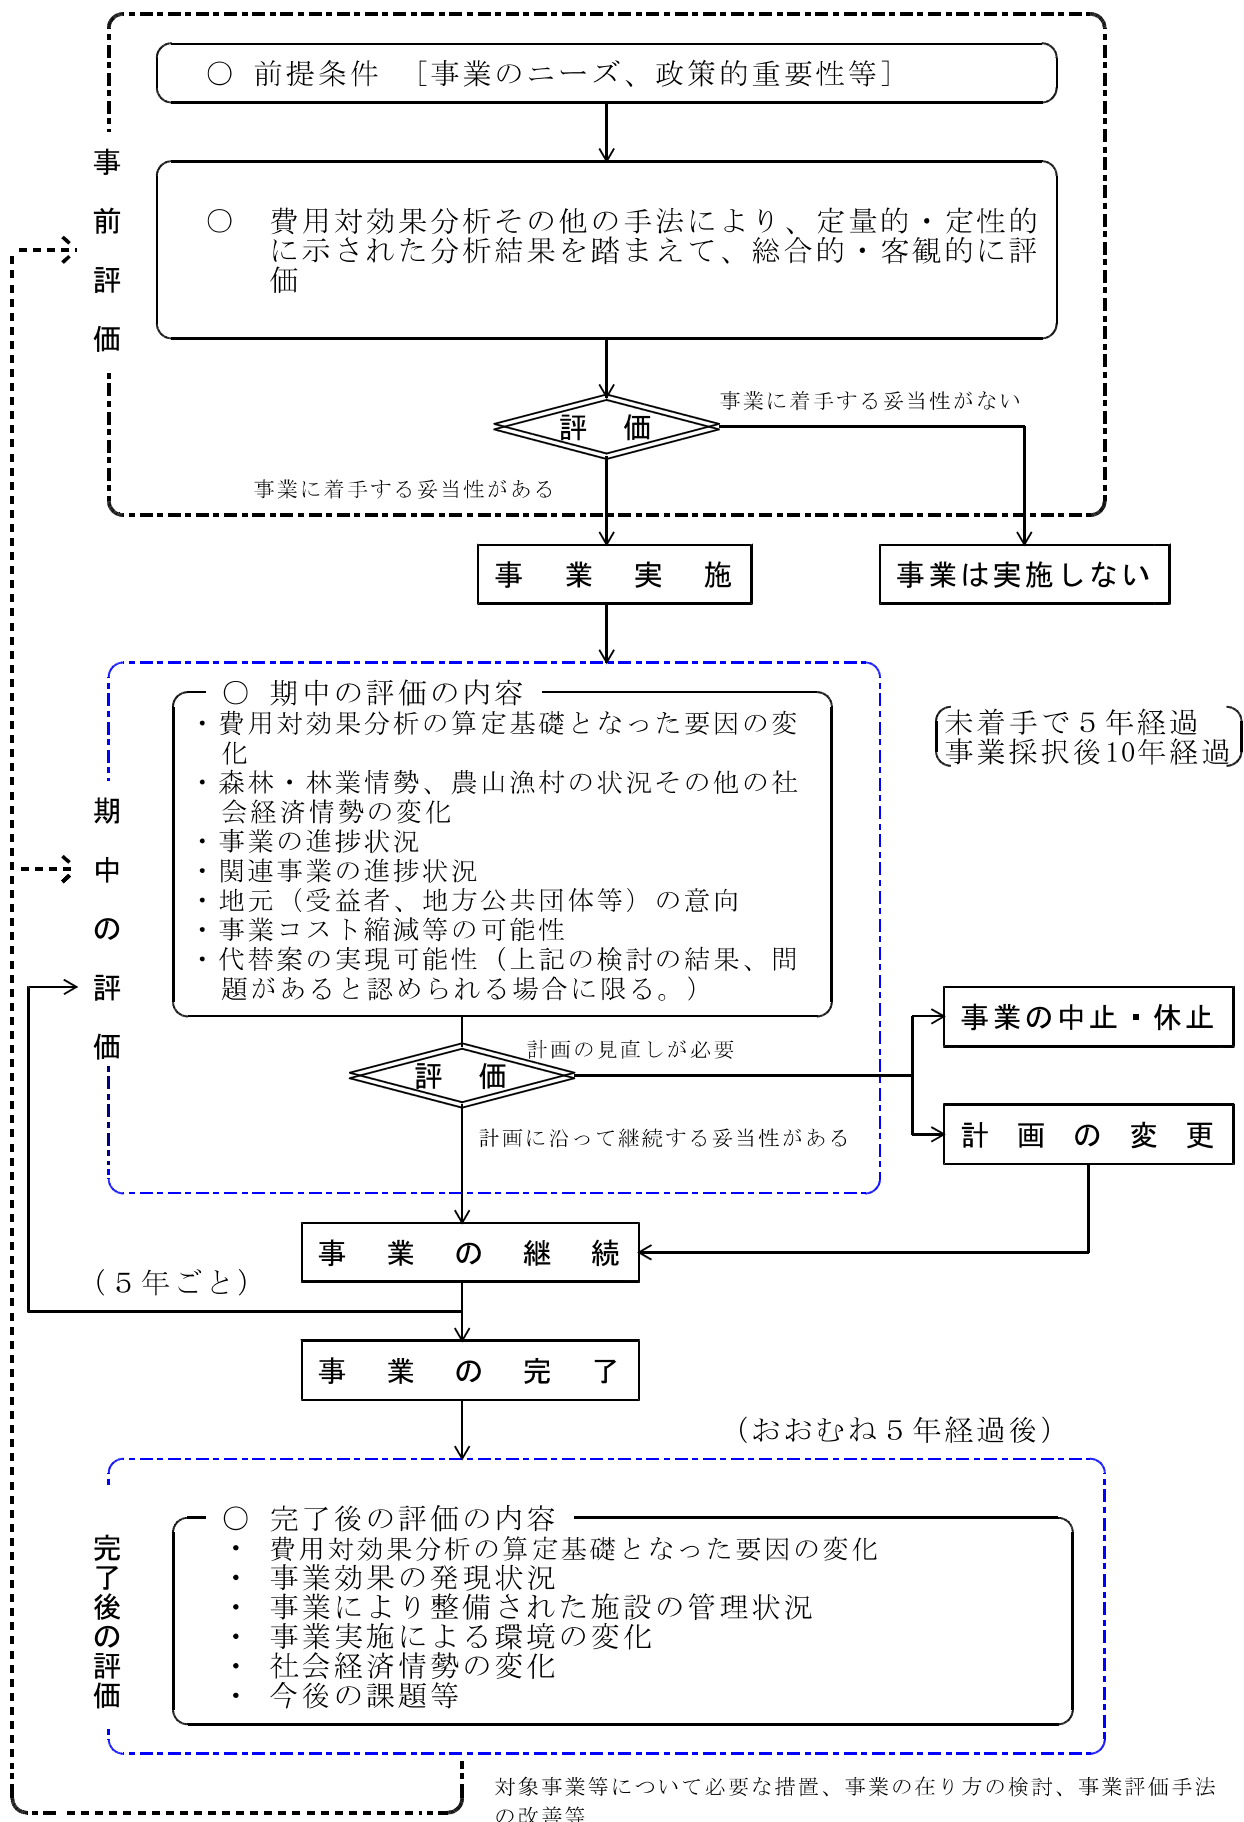 ○ 前提条件 ［事業のニーズ、政策的重要性等］
事前評価
○ 費用対効果分析その他の手法により、定量的・定性的
に示された分析結果を踏まえて、総合的・客観的に評
価
評 価
事業に着手する妥当性がない
事業に着手する妥当性がある
事 業 実 施
事業は実施しない
期中の評価
○ 期中の評価の内容
・費用対効果分析の算定基礎となった要因の変
化
・森林・林業情勢、農山漁村の状況その他の社
会経済情勢の変化
・事業の進捗状況
・関連事業の進捗状況
・地元（受益者、地方公共団体等）の意向
・事業コスト縮減等の可能性
・代替案の実現可能性（上記の検討の結果、問
題があると認められる場合に限る。）
未着手で５年経過
事業採択後10年経過
評 価
計画の見直しが必要
計画に沿って継続する妥当性がある
事業の中止・休止
計 画 の 変 更
事 業 の 継 続
（５年ごと）
事 業 の 完 了
（おおむね５年経過後）
完了後の評価
○ 完了後の評価の内容
・ 費用対効果分析の算定基礎となった要因の変化
・ 事業効果の発現状況
・ 事業により整備された施設の管理状況
・ 事業実施による環境の変化
・ 社会経済情勢の変化
・ 今後の課題等
対象事業等について必要な措置、事業の在り方の検討、事業評価手法
の改善等